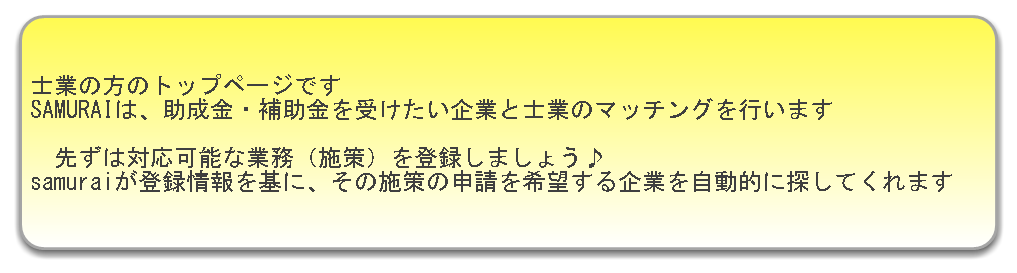 士業の方のトップページです
SAMURAIは、助成金・補助金を受けたい企業と士業のマッチングを行います
先ずは対応可能な業務（施策）を登録しましょう♪
samuraiが登録情報を基に、その施策の申請を希望する企業を自動的に探してくれます